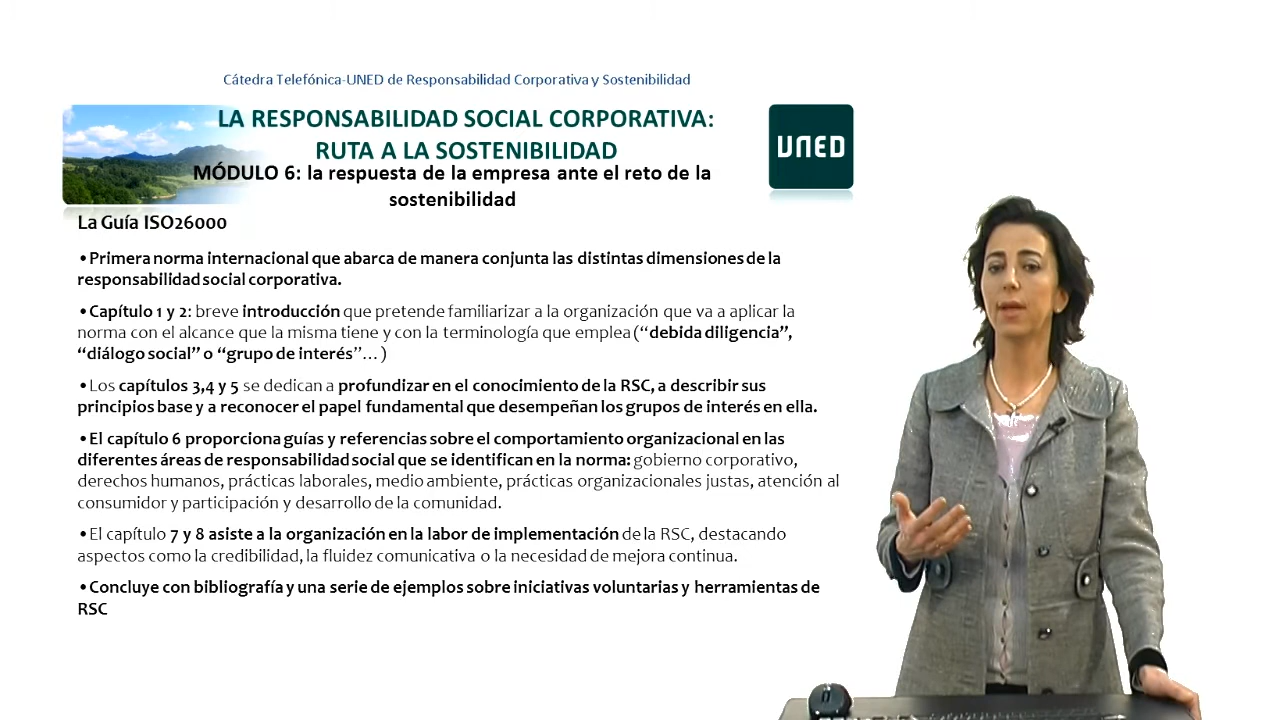 Cátedra Telefónica-UNED de Responsabilidad Corporativa y Sostenibilidad
LA RESPONSABILIDAD SOCIAL CORPORATIVA:
RUTA A LA SOSTENIBILIDAD
UNED
MÓDULO 6: la respuesta de la empresa ante el reto de la
sostenibilidad
La Guía ISO26000
•Primera norma internacional que abarca de manera conjunta las distintas dimensiones de la
responsabilidad social corporativa.
•Capítulo 1 y 2: breve introducción que pretende familiarizar a la organización que va a aplicar la
norma con el alcance que la misma tiene y con la terminología que emplea (“debida diligencia”,
“diálogo social” o “grupo de interés”…)
•Los capítulos 3,4 y 5 se dedican a profundizar en el conocimiento de la RSC, a describir sus
principios base y a reconocer el papel fundamental que desempeñan los grupos de interés en ella.
•El capítulo 6 proporciona guías y referencias sobre el comportamiento organizacional en las
diferentes áreas de responsabilidad social que se identifican en la norma: gobierno corporativo,
derechos humanos, prácticas laborales, medio ambiente, prácticas organizacionales justas, atención al
consumidor y participación y desarrollo de la comunidad.
•El capítulo 7 y 8 asiste a la organización en la labor de implementación de la RSC, destacando
aspectos como la credibilidad, la fluidez comunicativa o la necesidad de mejora continua.
•Concluye con bibliografía y una serie de ejemplos sobre iniciativas voluntarias y herramientas de
RSC